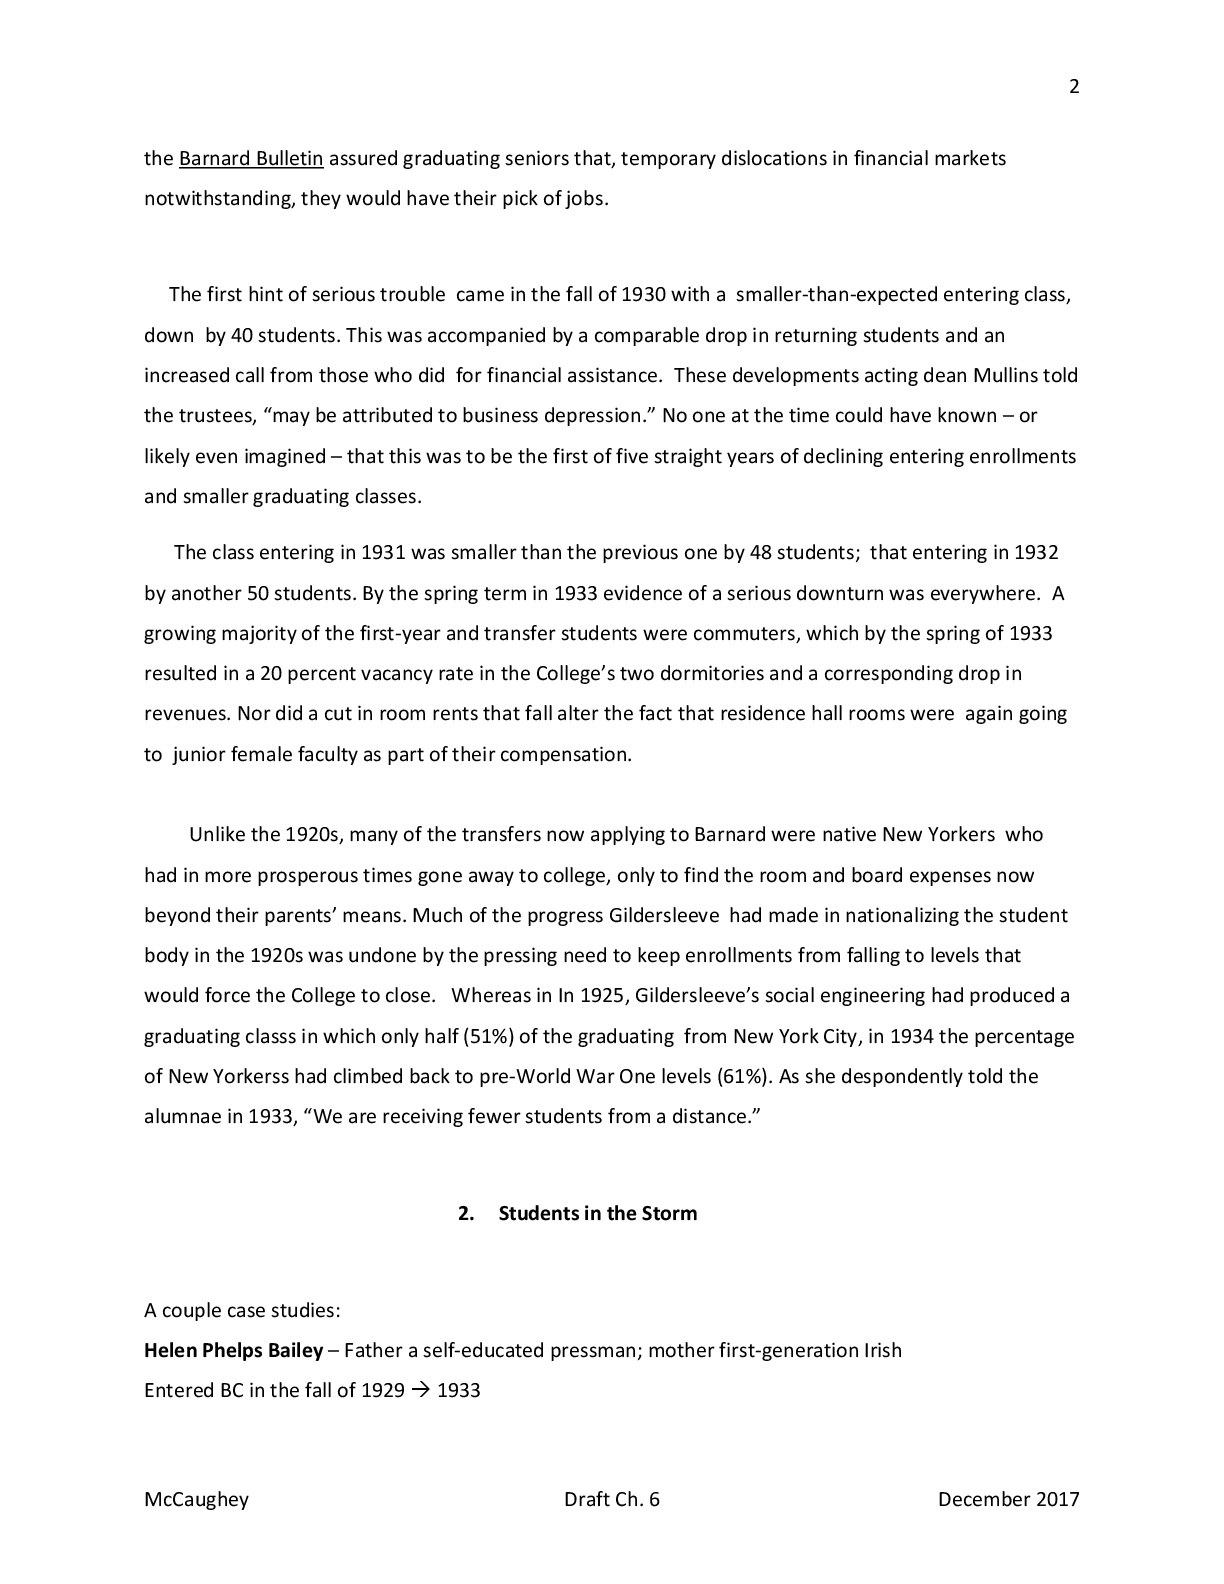 2
the Barnard Bulletin assured graduating seniors that, temporary dislocations in financial markets
notwithstanding, they would have their pick of jobs.
The first hint of serious trouble  came in the fall of 1930 with a  smaller-than-expected entering class,
down  by 40 students. This was accompanied by a comparable drop in returning students and an
increased call from those who did  for financial assistance.  These developments acting dean Mullins told
the trustees, “may be attributed to business depression.” No one at the time could have known – or
likely even imagined – that this was to be the first of five straight years of declining entering enrollments
and smaller graduating classes.
The class entering in 1931 was smaller than the previous one by 48 students;  that entering in 1932
by another 50 students. By the spring term in 1933 evidence of a serious downturn was everywhere.  A
growing majority of the first-year and transfer students were commuters, which by the spring of 1933
resulted in a 20 percent vacancy rate in the College’s two dormitories and a corresponding drop in
revenues. Nor did a cut in room rents that fall alter the fact that residence hall rooms were  again going
to  junior female faculty as part of their compensation.
Unlike the 1920s, many of the transfers now applying to Barnard were native New Yorkers  who
had in more prosperous times gone away to college, only to find the room and board expenses now
beyond their parents’ means. Much of the progress Gildersleeve  had made in nationalizing the student
body in the 1920s was undone by the pressing need to keep enrollments from falling to levels that
would force the College to close.   Whereas in In 1925, Gildersleeve’s social engineering had produced a
graduating classs in which only half (51%) of the graduating  from New York City, in 1934 the percentage
of New Yorkerss had climbed back to pre-World War One levels (61%). As she despondently told the
alumnae in 1933, “We are receiving fewer students from a distance.”
2. Students in the Storm
A couple case studies:
Helen Phelps Bailey – Father a self-educated pressman; mother first-generation Irish
Entered BC in the fall of 1929 → 1933
McCaughey Draft Ch. 6 December 2017